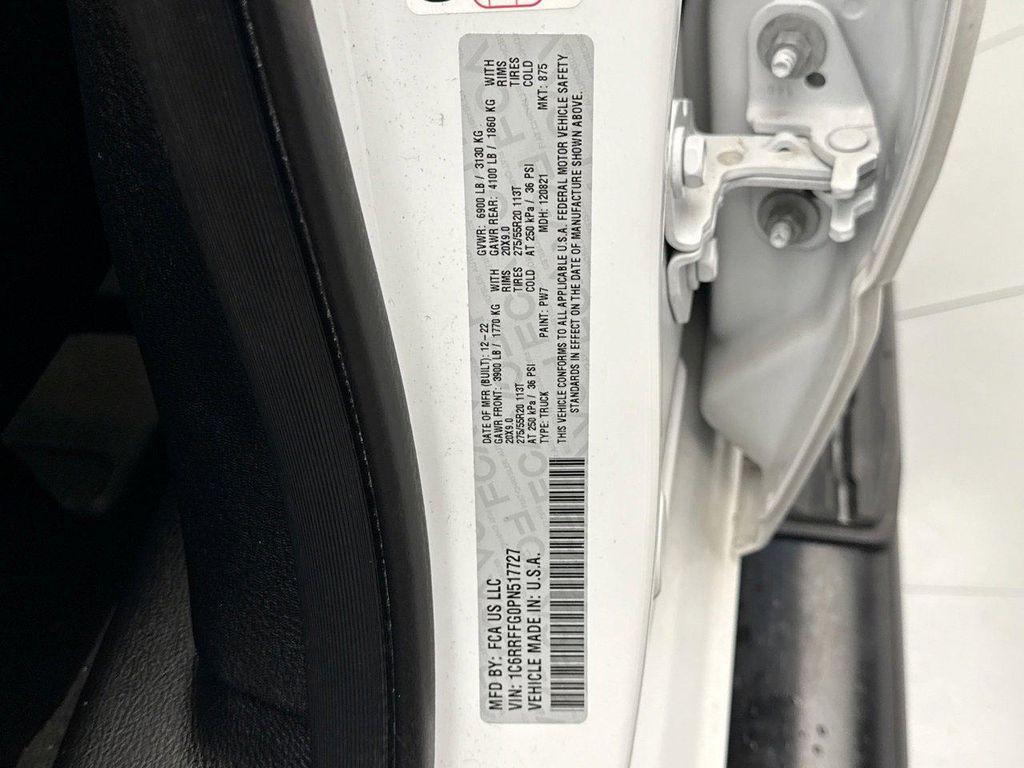 MFD BY: FCA US LLC
VIN: 1C6RRFFG0PN517727
VEHICLE MADE IN: U.S.A.
DATE OF MFR (BUILT): 12-22 GVWR: 6900 LB / 3130 KG
GAWR FRONT: 3900 LB / 1770 KG WITH GAWR REAR: 4100 LB / 1860 KG WITH
20X9.0 RIMS 20X9.0 RIMS
275/55R20 113T TIRES 275/55R20 113T TIRES
AT 250 kPa / 36 PSI COLD AT 250 kPa / 36 PSI COLD
TYPE: TRUCK PAINT: PW7 MDH: 120821 MKT: 875
THIS VEHICLE CONFORMS TO ALL APPLICABLE U.S.A. FEDERAL MOTOR VEHICLE SAFETY
STANDARDS IN EFFECT ON THE DATE OF MANUFACTURE SHOWN ABOVE.